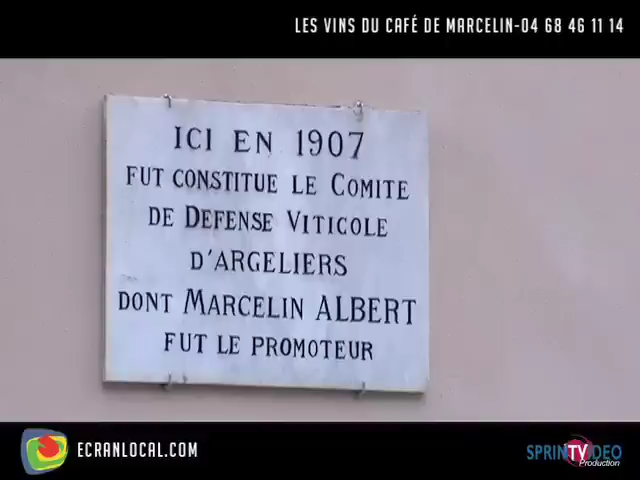 LES VINS DU CAFÉ DE MARCELIN-04 68 46 11 14
ICI EN 1907
FUT CONSTITUE LE COMITE
DE DEFENSE VITICOLE
D'ARGELIERS
DONT MARCELIN ALBERT
FUT LE PROMOTEUR
ECRANLOCAL.COM
SPRINTVIDEO
Production